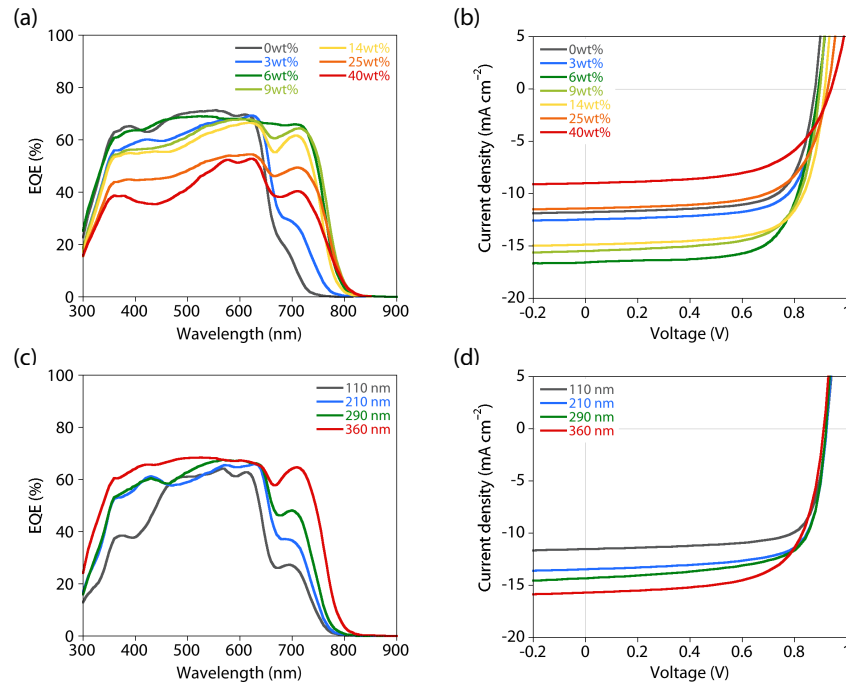 (a)
100
80
60
40
20
0
300 400 500 600 700 800 900
EQE (%)
Wavelength (nm)
0wt%
3wt%
6wt%
9wt%
14wt%
25wt%
40wt%
(b)
5
0
-5
-10
-15
-20
-0.2 0 0.2 0.4 0.6 0.8 1
Current density (mA cm⁻²)
Voltage (V)
0wt%
3wt%
6wt%
9wt%
14wt%
25wt%
40wt%
(c)
100
80
60
40
20
0
300 400 500 600 700 800 900
EQE (%)
Wavelength (nm)
110 nm
210 nm
290 nm
360 nm
(d)
5
0
-5
-10
-15
-20
-0.2 0 0.2 0.4 0.6 0.8 1
Current density (mA cm⁻²)
Voltage (V)
110 nm
210 nm
290 nm
360 nm